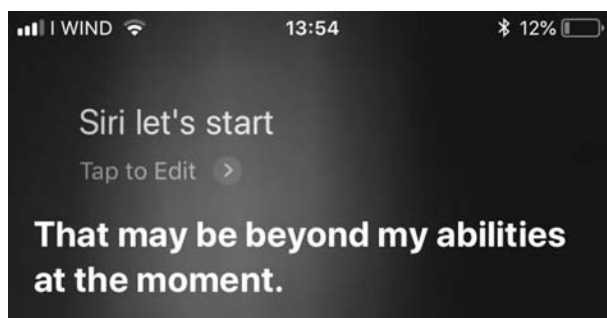 I WIND 13:54 12%
Siri let's start
Tap to Edit
That may be beyond my abilities
at the moment.